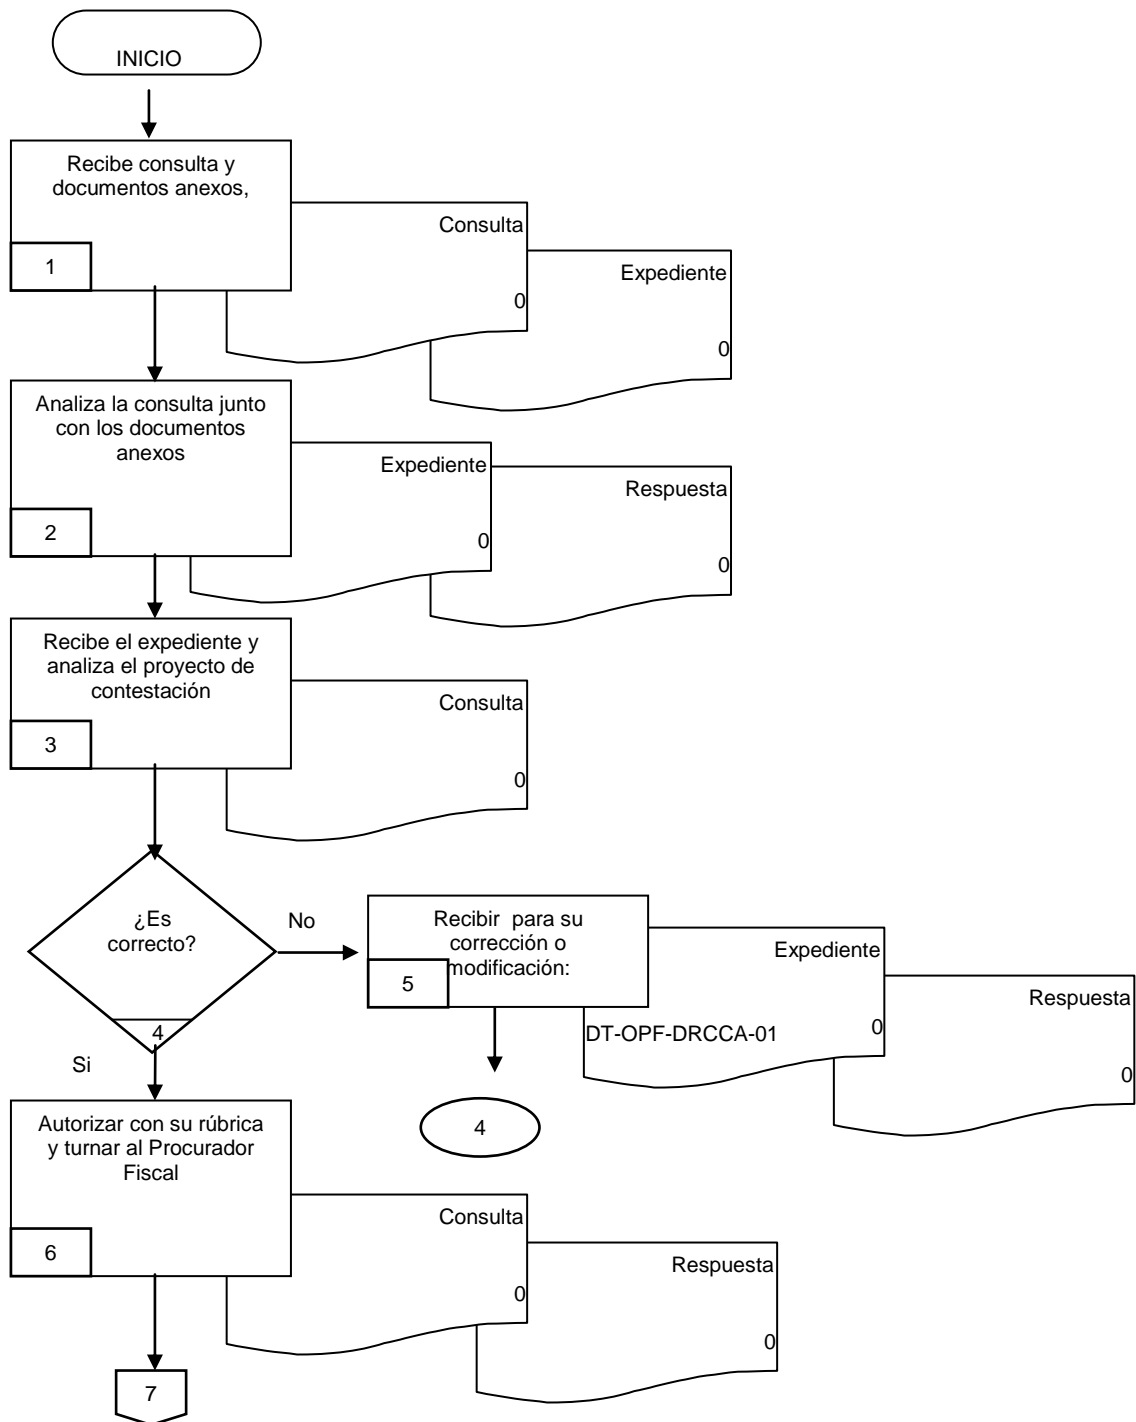 INICIO
Recibe consulta y
documentos anexos,
1
Consulta
0
Expediente
0
Analiza la consulta junto
con los documentos
anexos
2
Expediente
0
Respuesta
0
Recibe el expediente y
analiza el proyecto de
contestación
3
Consulta
0
¿Es
correcto?
4
No
Si
Recibir para su
corrección o
modificación:
5
Expediente
DT-OPF-DRCCA-01
0
Respuesta
0
4
Autorizar con su rúbrica
y turnar al Procurador
Fiscal
6
Consulta
0
Respuesta
0
7